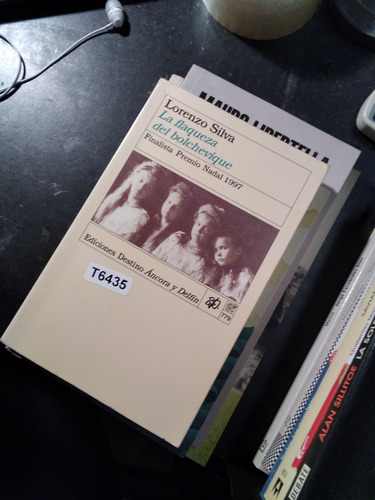 Lorenzo Silva
La flaqueza
del bolchevique
Finalista Premio Nadal 1997
Ediciones Destino Áncora y Delfín
778
T6435
MAURO LIBERTELLA
ALAN SILLITOE
DEBATE